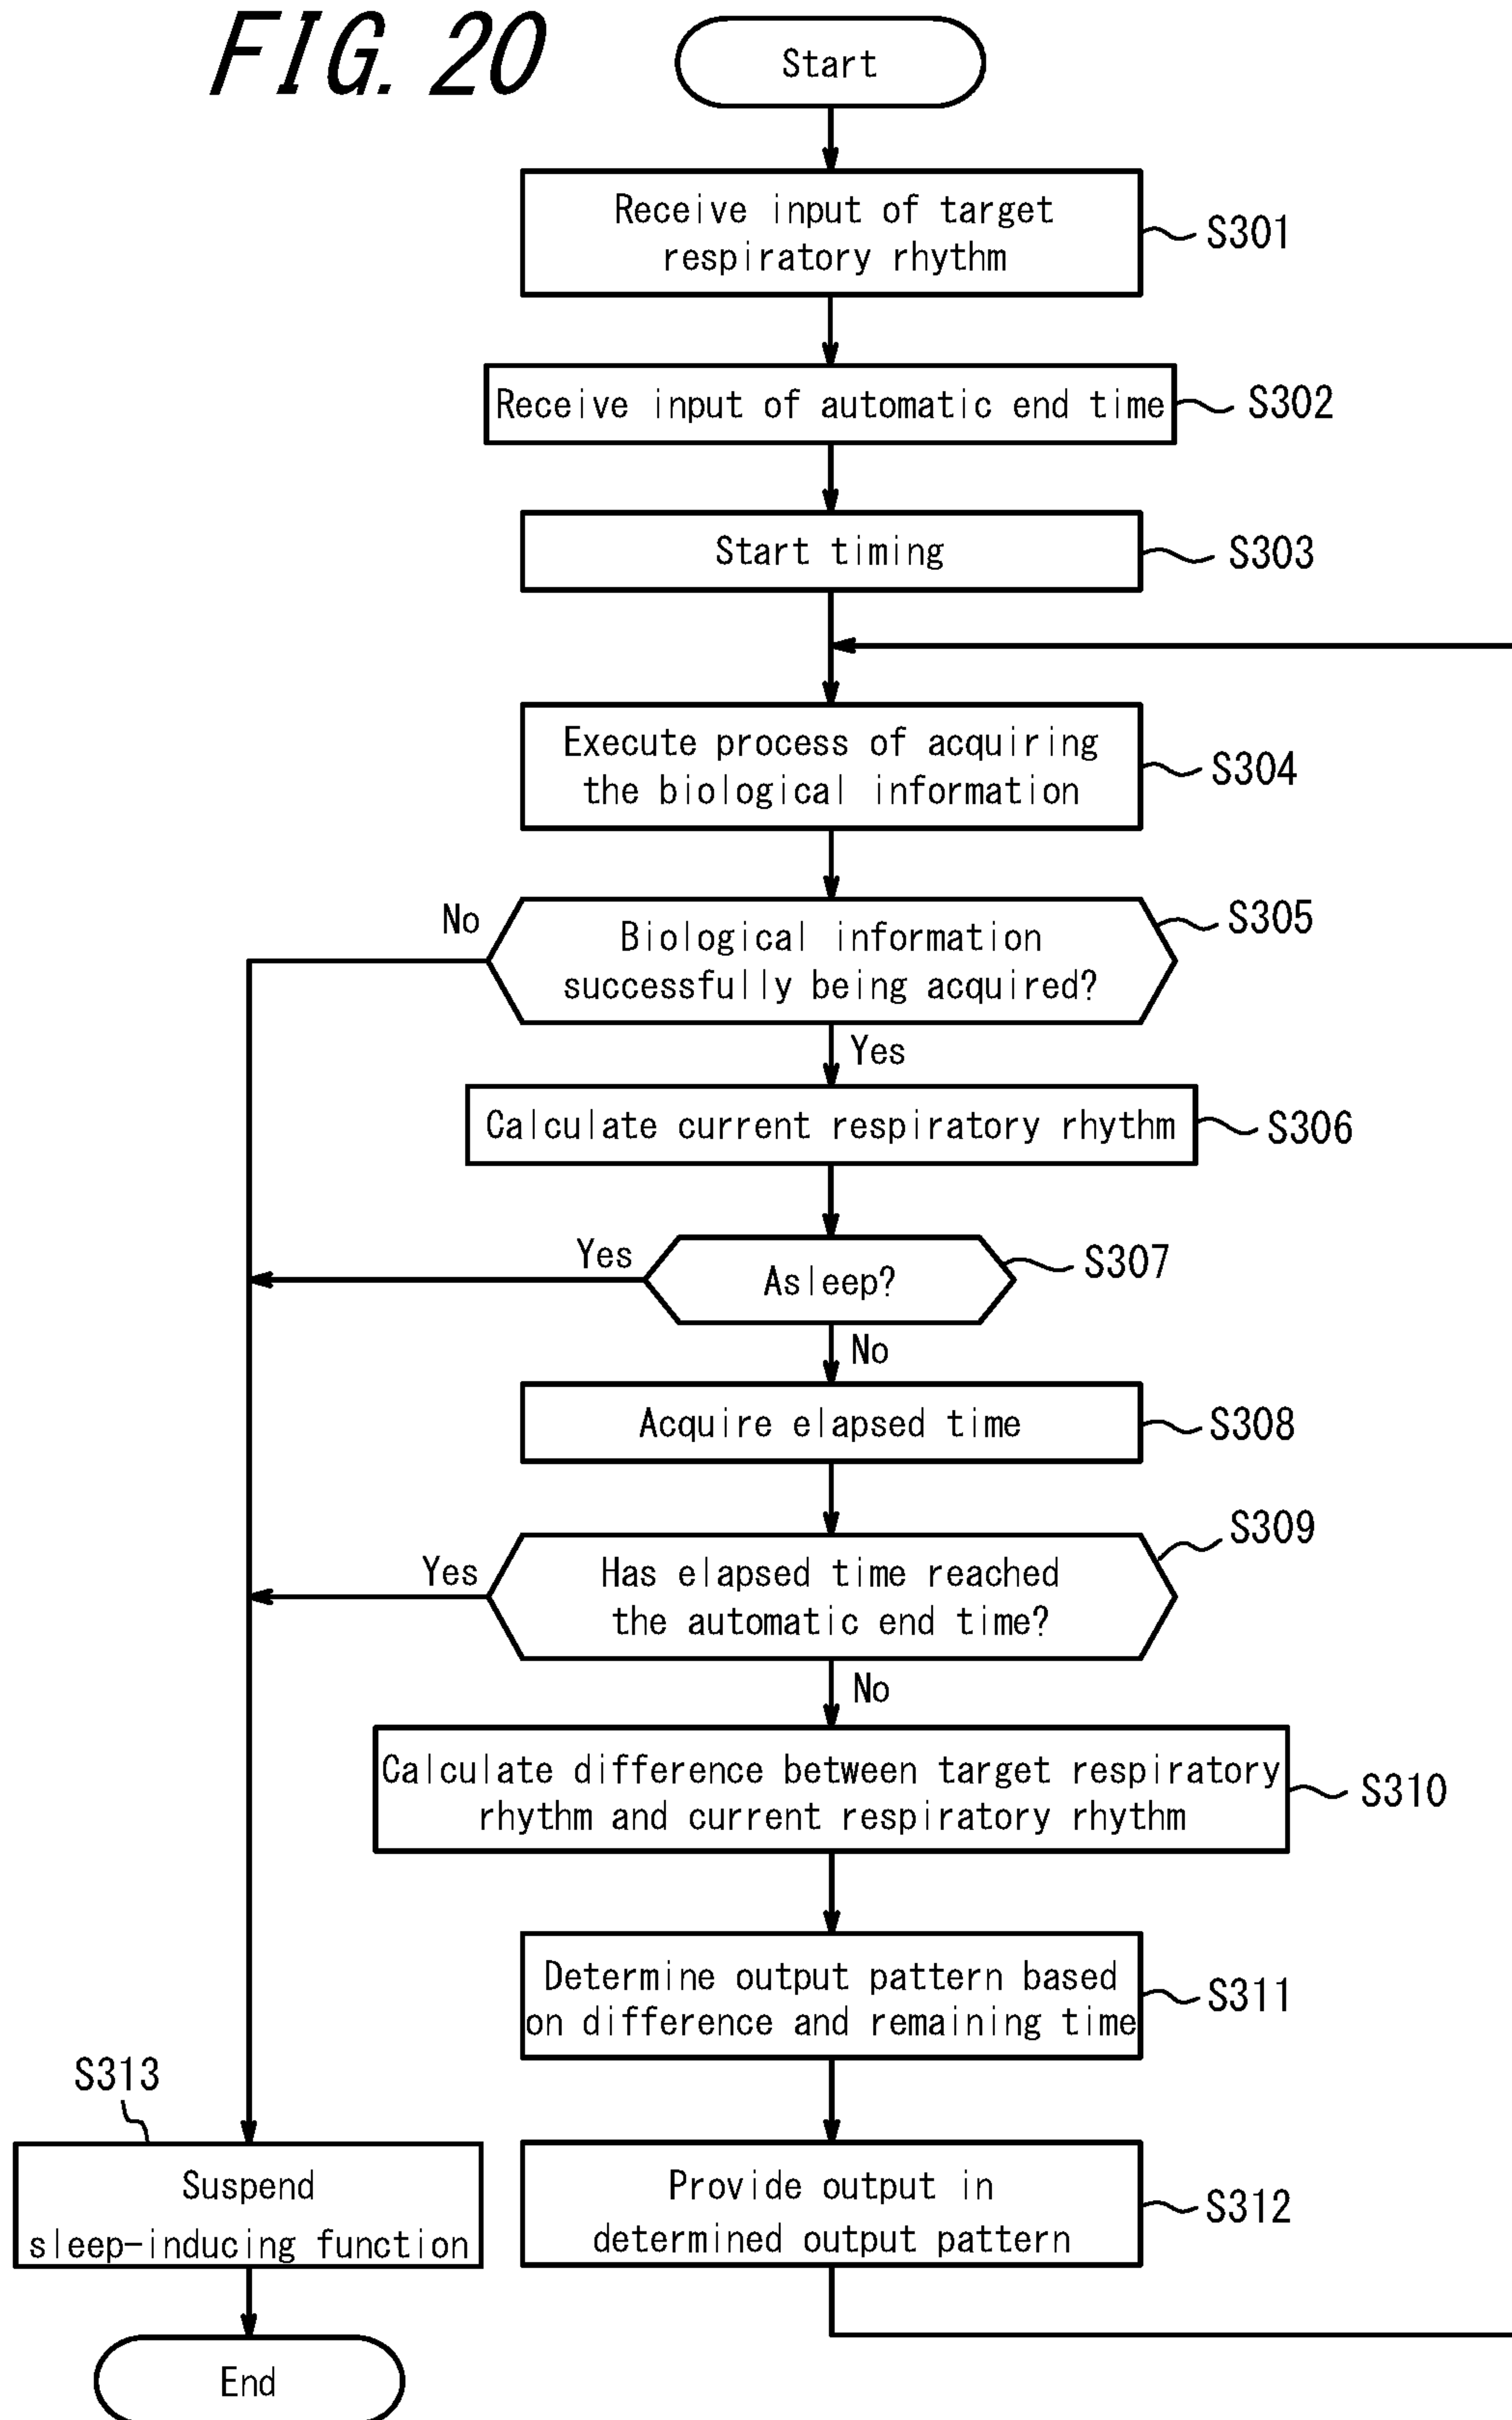 FIG. 20
Start
Receive input of target
respiratory rhythm
S301
Receive input of automatic end time
S302
Start timing
S303
Execute process of acquiring
the biological information
S304
No
Biological information
successfully being acquired?
S305
Yes
Calculate current respiratory rhythm
S306
Yes
Asleep?
S307
No
Acquire elapsed time
S308
Yes
Has elapsed time reached
the automatic end time?
S309
No
Calculate difference between target respiratory
rhythm and current respiratory rhythm
S310
Determine output pattern based
on difference and remaining time
S311
S313
Suspend
sleep-inducing function
Provide output in
determined output pattern
S312
End